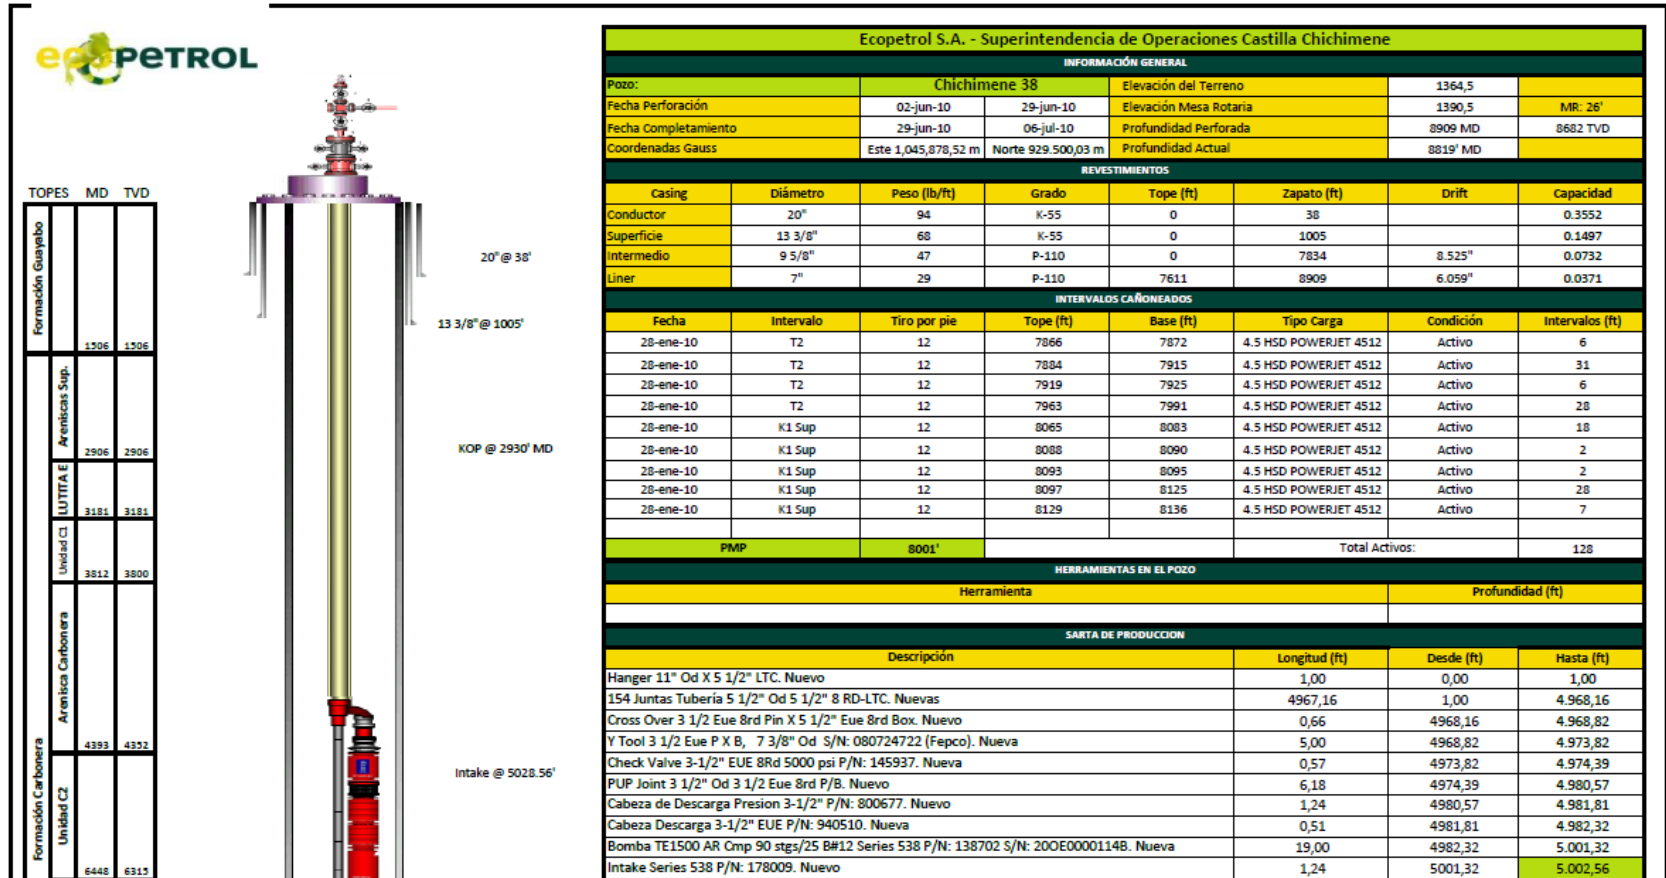 ecopetrol
TOPES MD TVD
Formación Guayabo
1506 1506
Areniscas Sup.
2906 2906
LUTITA E
3181 3181
Unidad C1
3812 3800
Arenisca Carbonera
4393 4352
Formación Carbonera
Unidad C2
6448 6315
20"@ 38'
13 3/8"@ 1005'
KOP @ 2930' MD
Intake @ 5028.56'
Ecopetrol S.A. - Superintendencia de Operaciones Castilla Chichimene
INFORMACIÓN GENERAL
Pozo: Chichimene 38 Elevación del Terreno 1364,5
Fecha Perforación 02-jun-10 29-jun-10 Elevación Mesa Rotaria 1390,5 MR: 26'
Fecha Completamiento 29-jun-10 06-jul-10 Profundidad Perforada 8909 MD 8682 TVD
Coordenadas Gauss Este 1,045,878,52 m Norte 929.500,03 m Profundidad Actual 8819' MD
REVESTIMIENTOS
Casing Diámetro Peso (lb/ft) Grado Tope (ft) Zapato (ft) Drift Capacidad
Conductor 20" 94 K-55 0 38 0.3552
Superficie 13 3/8" 68 K-55 0 1005 0.1497
Intermedio 9 5/8" 47 P-110 0 7834 8.525" 0.0732
Liner 7" 29 P-110 7611 8909 6.059" 0.0371
INTERVALOS CAÑONEADOS
Fecha Intervalo Tiro por pie Tope (ft) Base (ft) Tipo Carga Condición Intervalos (ft)
28-ene-10 T2 12 7866 7872 4.5 HSD POWERJET 4512 Activo 6
28-ene-10 T2 12 7884 7915 4.5 HSD POWERJET 4512 Activo 31
28-ene-10 T2 12 7919 7925 4.5 HSD POWERJET 4512 Activo 6
28-ene-10 T2 12 7963 7991 4.5 HSD POWERJET 4512 Activo 28
28-ene-10 K1 Sup 12 8065 8083 4.5 HSD POWERJET 4512 Activo 18
28-ene-10 K1 Sup 12 8088 8090 4.5 HSD POWERJET 4512 Activo 2
28-ene-10 K1 Sup 12 8093 8095 4.5 HSD POWERJET 4512 Activo 2
28-ene-10 K1 Sup 12 8097 8125 4.5 HSD POWERJET 4512 Activo 28
28-ene-10 K1 Sup 12 8129 8136 4.5 HSD POWERJET 4512 Activo 7
PMP 8001' Total Activos: 128
HERRAMIENTAS EN EL POZO
Herramienta Profundidad (ft)
SARTA DE PRODUCCION
Descripción Longitud (ft) Desde (ft) Hasta (ft)
Hanger 11" Od X 5 1/2" LTC. Nuevo 1,00 0,00 1,00
154 Juntas Tubería 5 1/2" Od 5 1/2" 8 RD-LTC. Nuevas 4967,16 1,00 4.968,16
Cross Over 3 1/2 Eue 8rd Pin X 5 1/2" Eue 8rd Box. Nuevo 0,66 4968,16 4.968,82
Y Tool 3 1/2 Eue P X B, 7 3/8" Od S/N: 080724722 (Fepco). Nueva 5,00 4968,82 4.973,82
Check Valve 3-1/2" EUE 8Rd 5000 psi P/N: 145937. Nueva 0,57 4973,82 4.974,39
PUP Joint 3 1/2" Od 3 1/2 Eue 8rd P/B. Nuevo 6,18 4974,39 4.980,57
Cabeza de Descarga Presion 3-1/2" P/N: 800677. Nuevo 1,24 4980,57 4.981,81
Cabeza Descarga 3-1/2" EUE P/N: 940510. Nueva 0,51 4981,81 4.982,32
Bomba TE1500 AR Cmp 90 stgs/25 B#12 Series 538 P/N: 138702 S/N: 20OE0000114B. Nueva 19,00 4982,32 5.001,32
Intake Series 538 P/N: 178009. Nuevo 1,24 5001,32 5.002,56